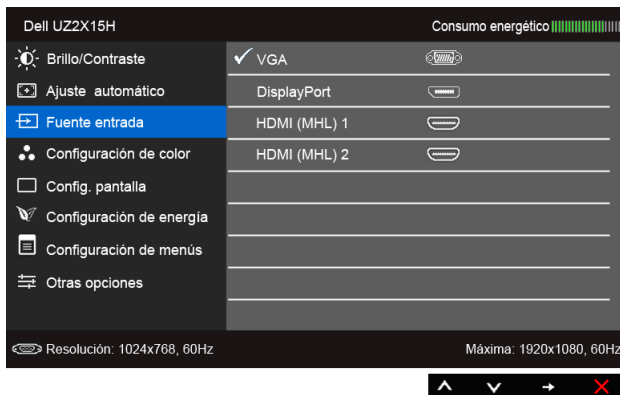 Dell UZ2X15H Consumo energético
Brillo/Contraste VGA
Ajuste automático DisplayPort
Fuente entrada HDMI (MHL) 1
Configuración de color HDMI (MHL) 2
Config. pantalla
Configuración de energía
Configuración de menús
Otras opciones
Resolución: 1024x768, 60Hz Máxima: 1920x1080, 60Hz